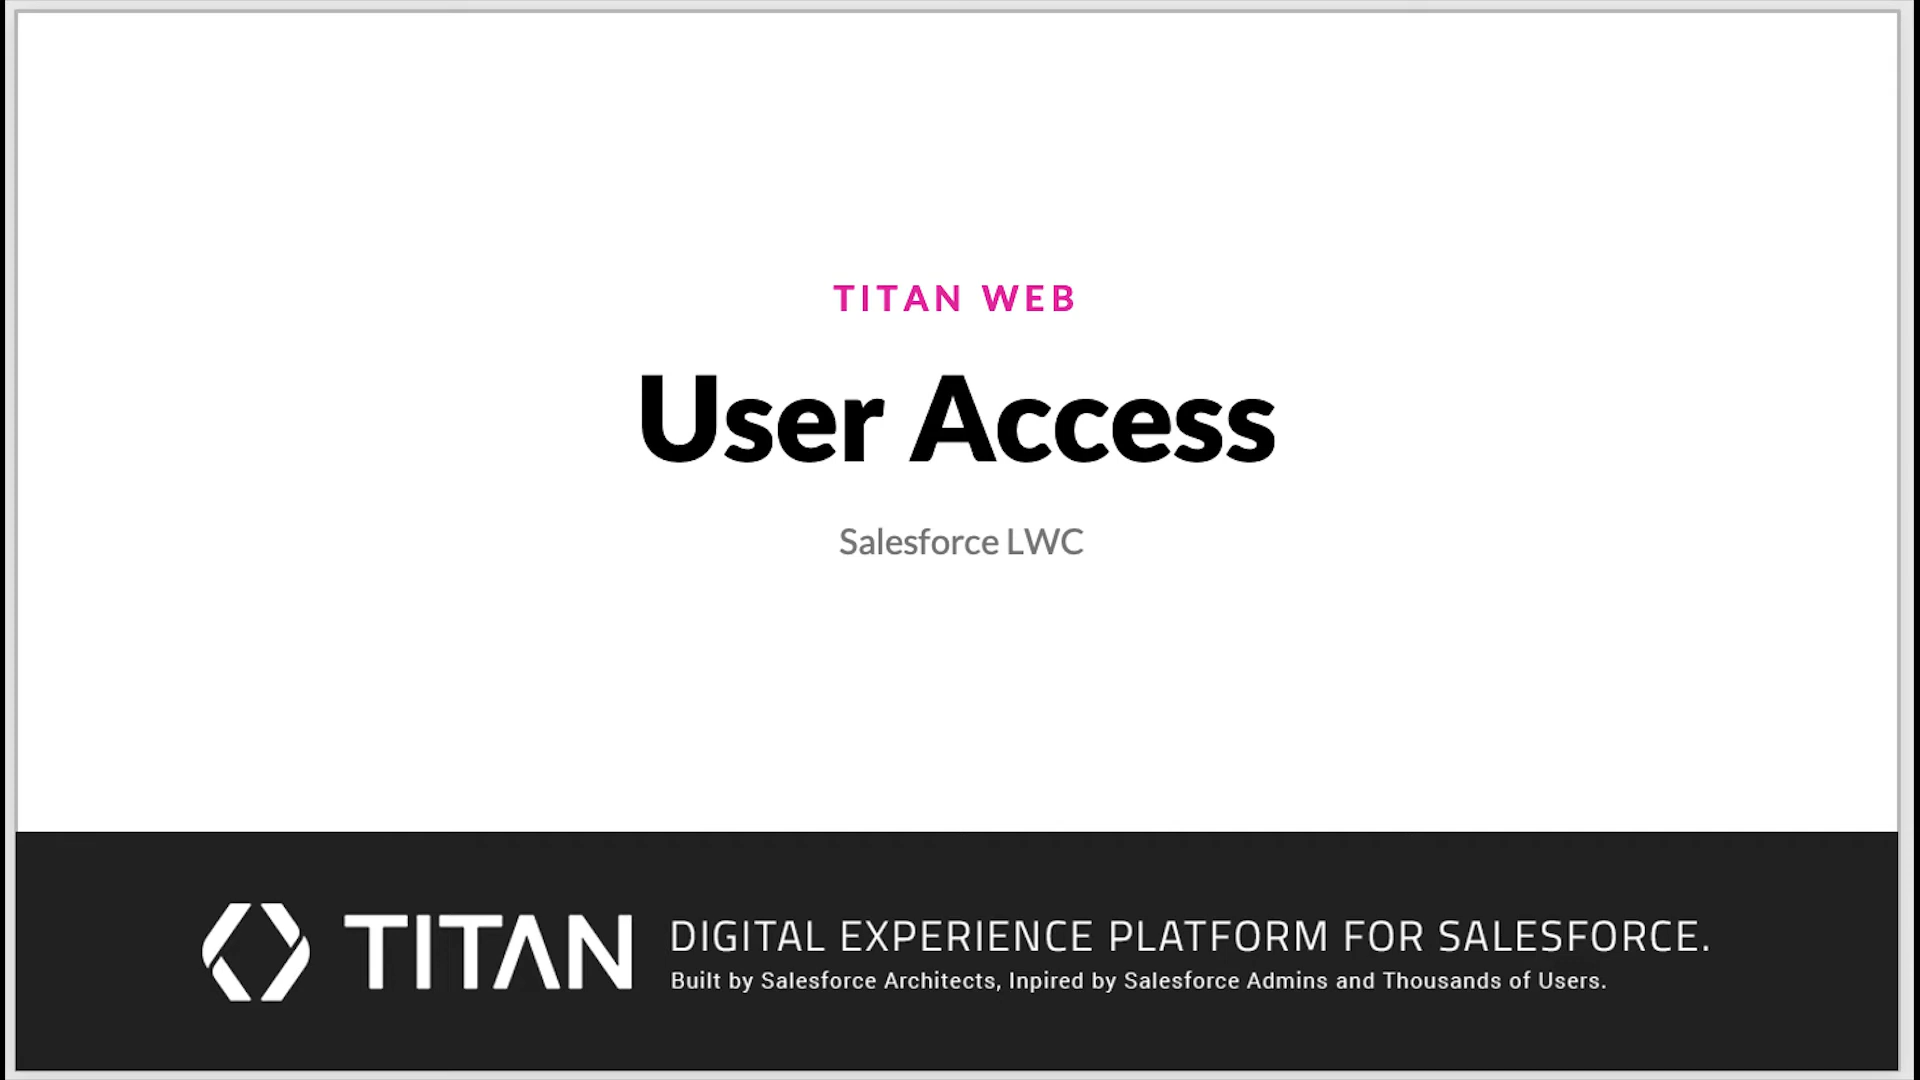 TITAN WEB
User Access
Salesforce LWC
TITAN
DIGITAL EXPERIENCE PLATFORM FOR SALESFORCE.
Built by Salesforce Architects, Inpired by Salesforce Admins and Thousands of Users.